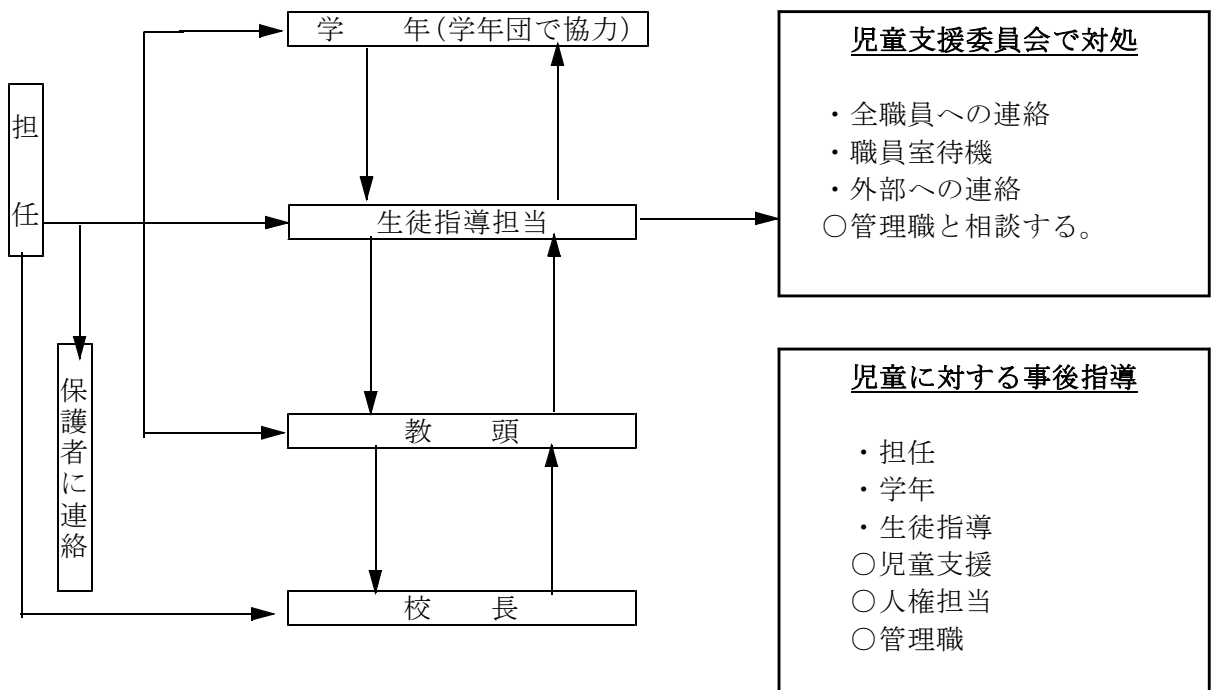 学　　年(学年団で協力)
担任
生徒指導担当
保護者に連絡
教　　頭
校　　長
児童支援委員会で対処
・全職員への連絡
・職員室待機
・外部への連絡
○管理職と相談する。
児童に対する事後指導
・担任
・学年
・生徒指導
○児童支援
○人権担当
○管理職